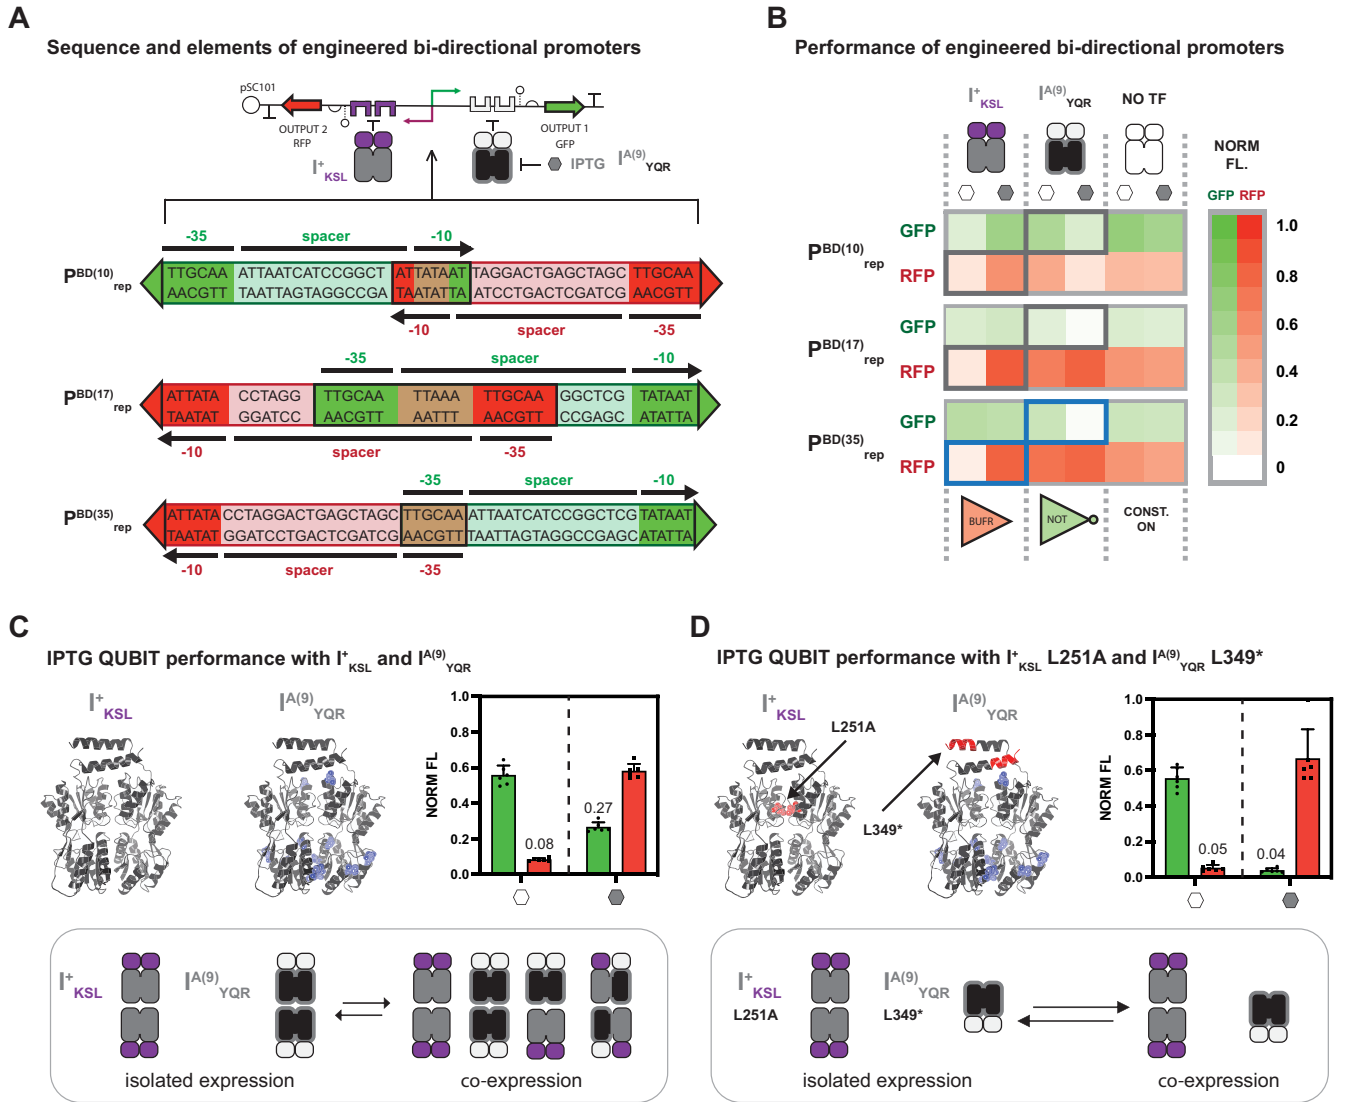 A
Sequence and elements of engineered bi-directional promoters
pSC101
OUTPUT 2
RFP
OUTPUT 1
GFP
I+KSL
IPTG
IA(9)YQR
-35 spacer -10
PBD(10)rep
TTGCAA ATTAATCATCCGGCT ATTATAAT TAGGACTGAGCTAGC TTGCAA
AACGTT TAATTAGTAGGCCGA TAATATTA ATCCTGACTCGATCG AACGTT
-10 spacer -35
-35 spacer -10
PBD(17)rep
ATTATA CCTAGG TTGCAA TTAAA TTGCAA GGCTCG TATAAT
TAATAT GGATCC AACGTT AATTT AACGTT CCGAGC ATATTA
-10 spacer -35
-35 spacer -10
PBD(35)rep
ATTATA CCTAGGACTGAGCTAGC TTGCAA ATTAATCATCCGGCTCG TATAAT
TAATAT GGATCCTGACTCGATCG AACGTT TAATTAGTAGGCCGAGC ATATTA
-10 spacer -35
B
Performance of engineered bi-directional promoters
I+KSL IA(9)YQR NO TF
NORM
FL.
GFP RFP
1.0
0.8
0.6
0.4
0.2
0
PBD(10)rep
GFP
RFP
PBD(17)rep
GFP
RFP
PBD(35)rep
GFP
RFP
BUFR
NOT
CONST.
ON
C
IPTG QUBIT performance with I+KSL and IA(9)YQR
I+KSL
IA(9)YQR
NORM FL
1.0
0.8
0.6
0.4
0.2
0.0
0.08
0.27
I+KSL
IA(9)YQR
isolated expression
co-expression
D
IPTG QUBIT performance with I+KSL L251A and IA(9)YQR L349*
I+KSL
IA(9)YQR
L251A
L349*
NORM FL
1.0
0.8
0.6
0.4
0.2
0.0
0.05
0.04
I+KSL
L251A
IA(9)YQR
L349*
isolated expression
co-expression